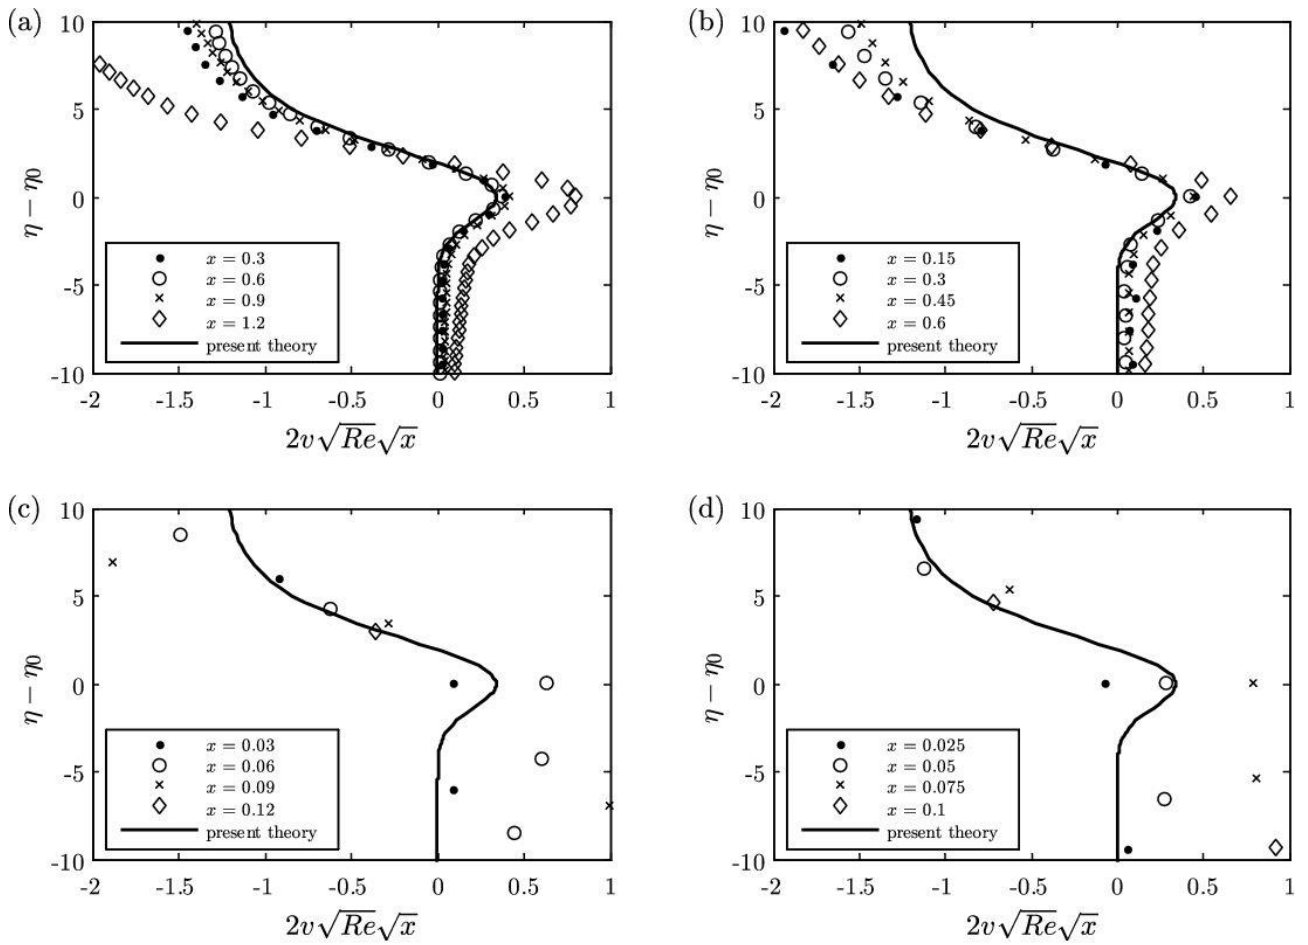 (a)
10
5
0
-5
-10
η − η0
x = 0.3
x = 0.6
x = 0.9
x = 1.2
present theory
-2 -1.5 -1 -0.5 0 0.5 1
2v√Re√x
(b)
10
5
0
-5
-10
η − η0
x = 0.15
x = 0.3
x = 0.45
x = 0.6
present theory
-2 -1.5 -1 -0.5 0 0.5 1
2v√Re√x
(c)
10
5
0
-5
-10
η − η0
x = 0.03
x = 0.06
x = 0.09
x = 0.12
present theory
-2 -1.5 -1 -0.5 0 0.5 1
2v√Re√x
(d)
10
5
0
-5
-10
η − η0
x = 0.025
x = 0.05
x = 0.075
x = 0.1
present theory
-2 -1.5 -1 -0.5 0 0.5 1
2v√Re√x